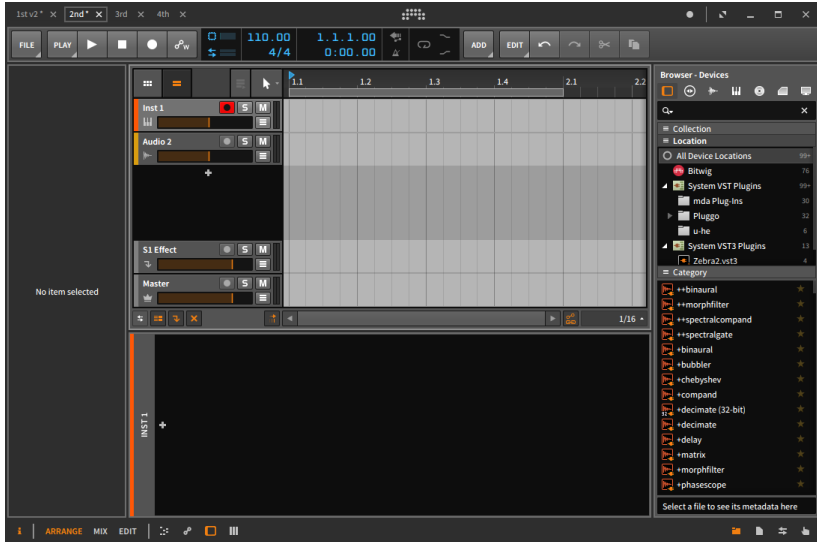 1st v2* × 2nd* × 3rd × 4th ×
FILE PLAY 110.00 1.1.1.00 ADD EDIT
4/4 0:00.00
Browser - Devices
1.1 1.2 1.3 1.4 2.1 2.2
Inst 1 S M
Audio 2 S M
+
S1 Effect S M
Master S M
No item selected
1/16
INST 1
+
Collection
Location
All Device Locations 99+
Bitwig 76
System VST Plugins 99+
mda Plug-Ins 30
Pluggo 32
u-he 6
System VST3 Plugins 13
Zebra2.vst3 4
Category
++binaural
++morphfilter
++spectralcompand
++spectralgate
+binaural
+bubbler
+chebyshev
+compand
+decimate (32-bit)
+decimate
+delay
+matrix
+morphfilter
+phasescope
Select a file to see its metadata here
i ARRANGE MIX EDIT